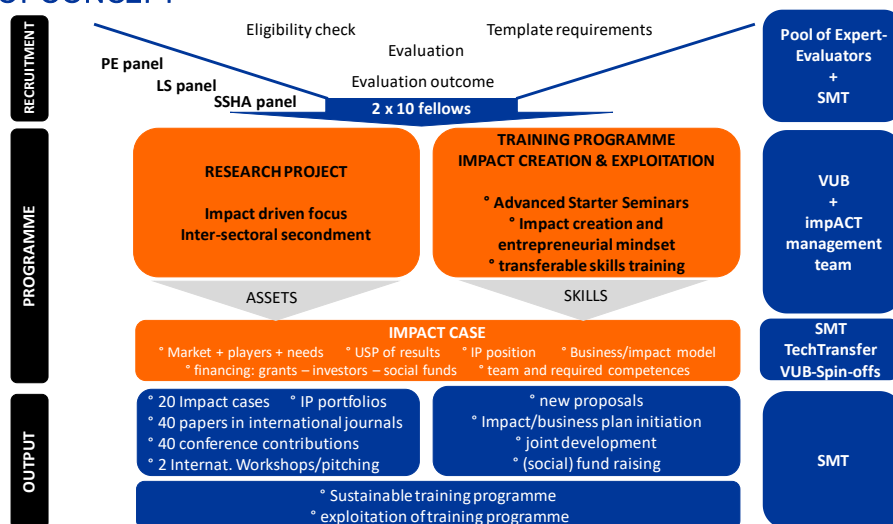 OF CONCEPT
RECRUITMENT
Eligibility check
Template requirements
Evaluation
PE panel
LS panel
Evaluation outcome
SSHA panel
2 x 10 fellows
Pool of Expert-
Evaluators
+
SMT
PROGRAMME
RESEARCH PROJECT
Impact driven focus
Inter-sectoral secondment
TRAINING PROGRAMME
IMPACT CREATION & EXPLOITATION
° Advanced Starter Seminars
° Impact creation and
entrepreneurial mindset
° transferable skills training
VUB
+
impACT
management
team
ASSETS
SKILLS
IMPACT CASE
° Market + players + needs ° USP of results ° IP position ° Business/impact model
° financing: grants – investors – social funds ° team and required competences
SMT
TechTransfer
VUB-Spin-offs
OUTPUT
° 20 Impact cases ° IP portfolios
° 40 papers in international journals
° 40 conference contributions
° 2 Internat. Workshops/pitching
° new proposals
° Impact/business plan initiation
° joint development
° (social) fund raising
SMT
° Sustainable training programme
° exploitation of training programme